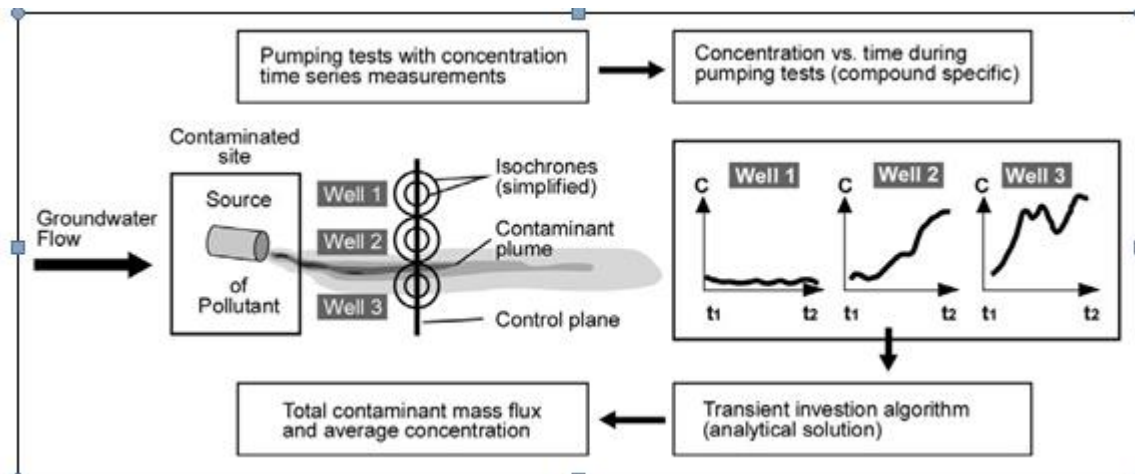 Pumping tests with concentration
time series measurements
Concentration vs. time during
pumping tests (compound specific)
Contaminated
site
Source
of
Pollutant
Groundwater
Flow
Well 1
Well 2
Well 3
Isochrones
(simplified)
Contaminant
plume
Control plane
C
Well 1
t1
t2
C
Well 2
t1
t2
C
Well 3
t1
t2
Transient investion algorithm
(analytical solution)
Total contaminant mass flux
and average concentration